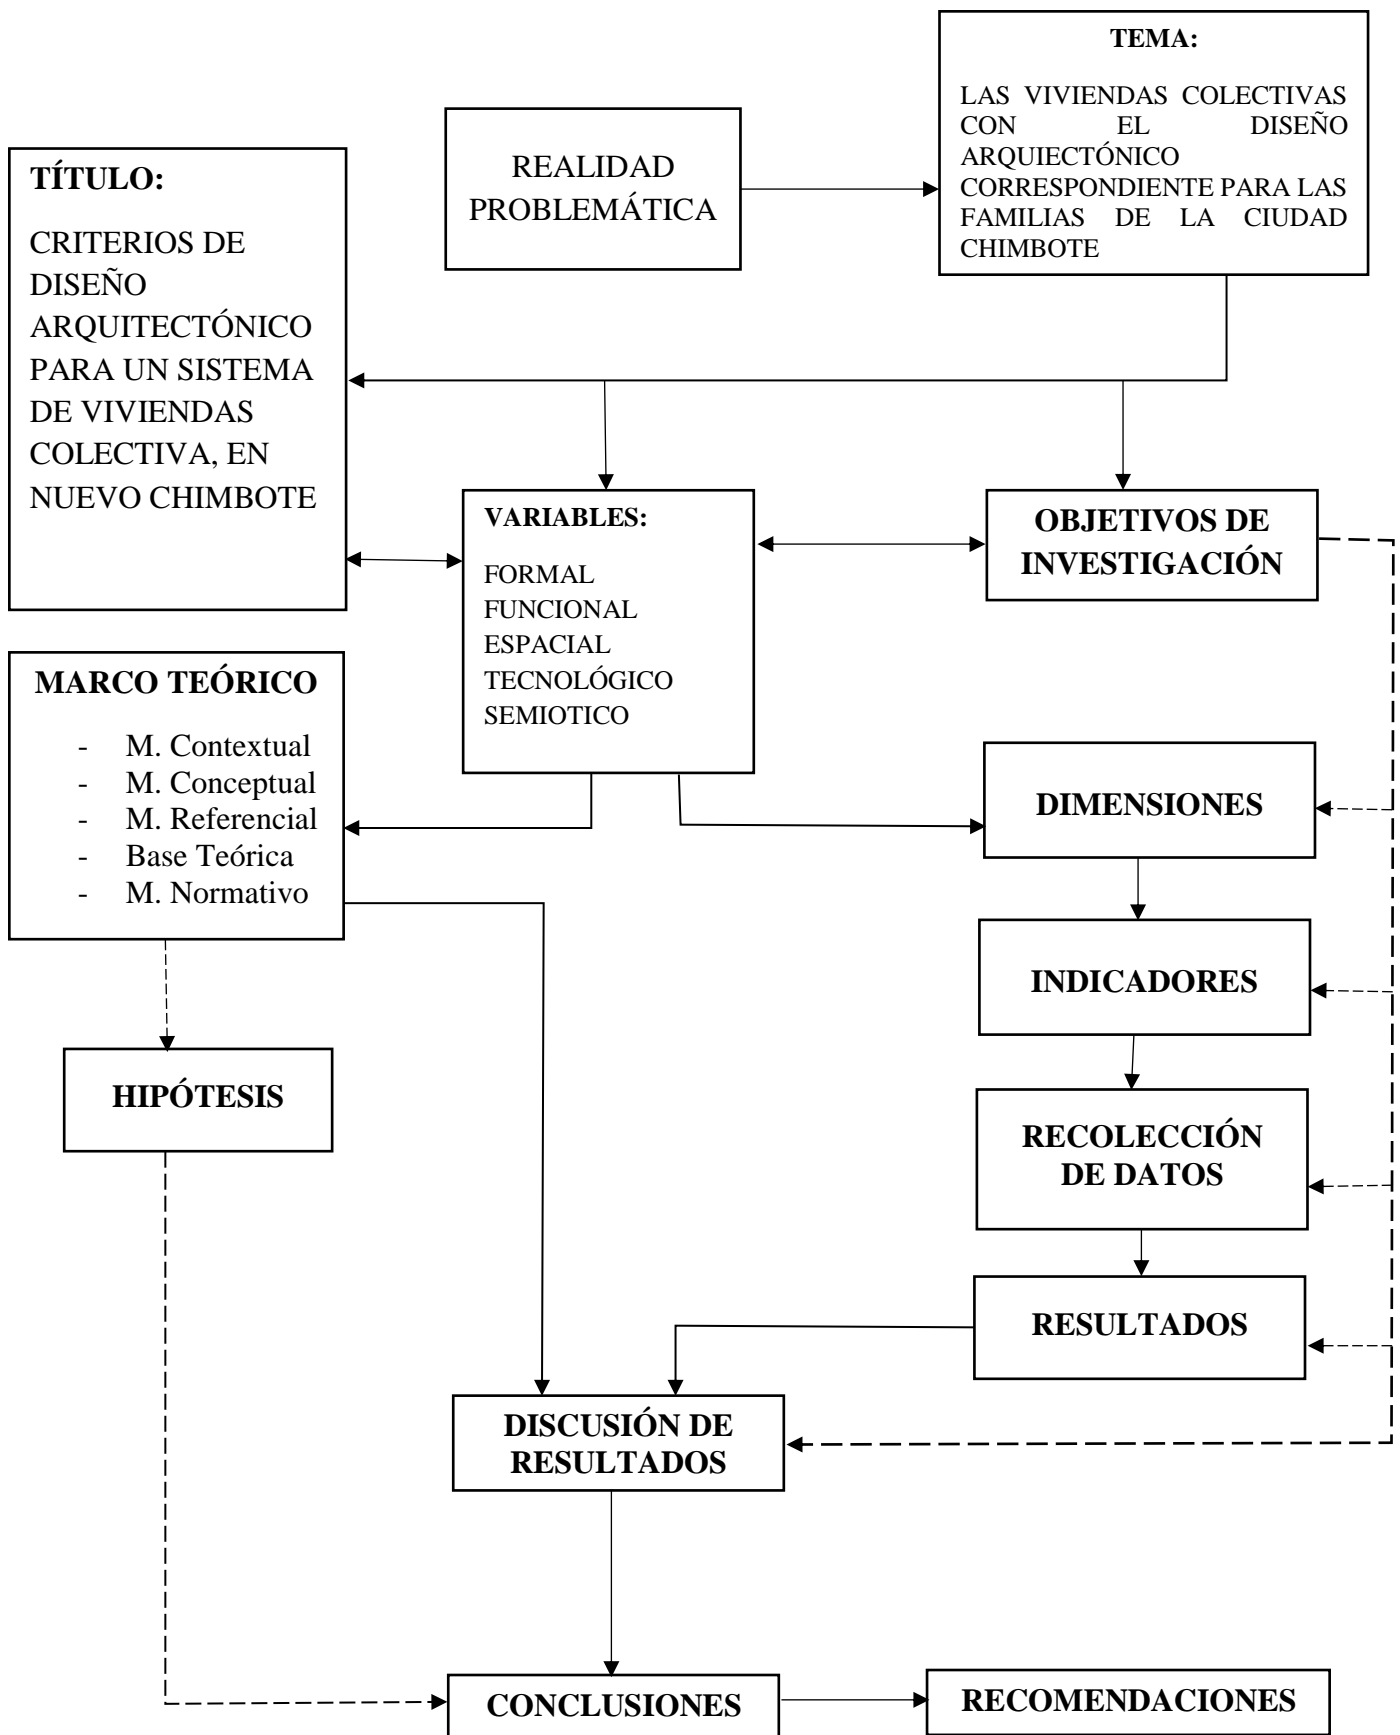 TEMA:
LAS VIVIENDAS COLECTIVAS
CON EL DISEÑO
ARQUIECTÓNICO
CORRESPONDIENTE PARA LAS
FAMILIAS DE LA CIUDAD
CHIMBOTE
REALIDAD
PROBLEMÁTICA
TÍTULO:
CRITERIOS DE
DISEÑO
ARQUITECTÓNICO
PARA UN SISTEMA
DE VIVIENDAS
COLECTIVA, EN
NUEVO CHIMBOTE
VARIABLES:
FORMAL
FUNCIONAL
ESPACIAL
TECNOLÓGICO
SEMIOTICO
OBJETIVOS DE
INVESTIGACIÓN
MARCO TEÓRICO
- M. Contextual
- M. Conceptual
- M. Referencial
- Base Teórica
- M. Normativo
DIMENSIONES
INDICADORES
HIPÓTESIS
RECOLECCIÓN
DE DATOS
RESULTADOS
DISCUSIÓN DE
RESULTADOS
CONCLUSIONES
RECOMENDACIONES